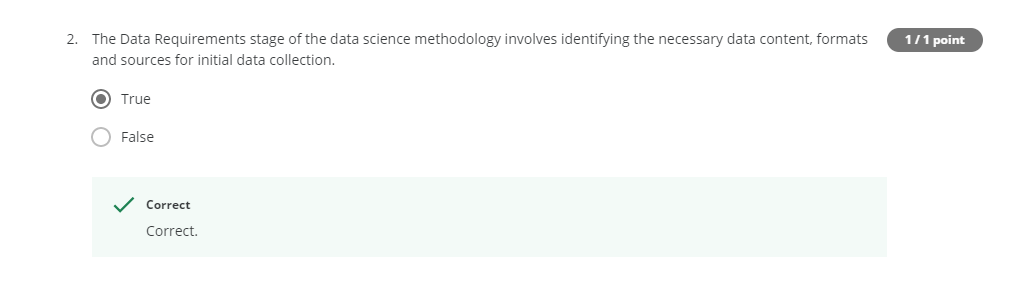 2. The Data Requirements stage of the data science methodology involves identifying the necessary data content, formats 1 / 1 point
and sources for initial data collection.
True
False
Correct
Correct.